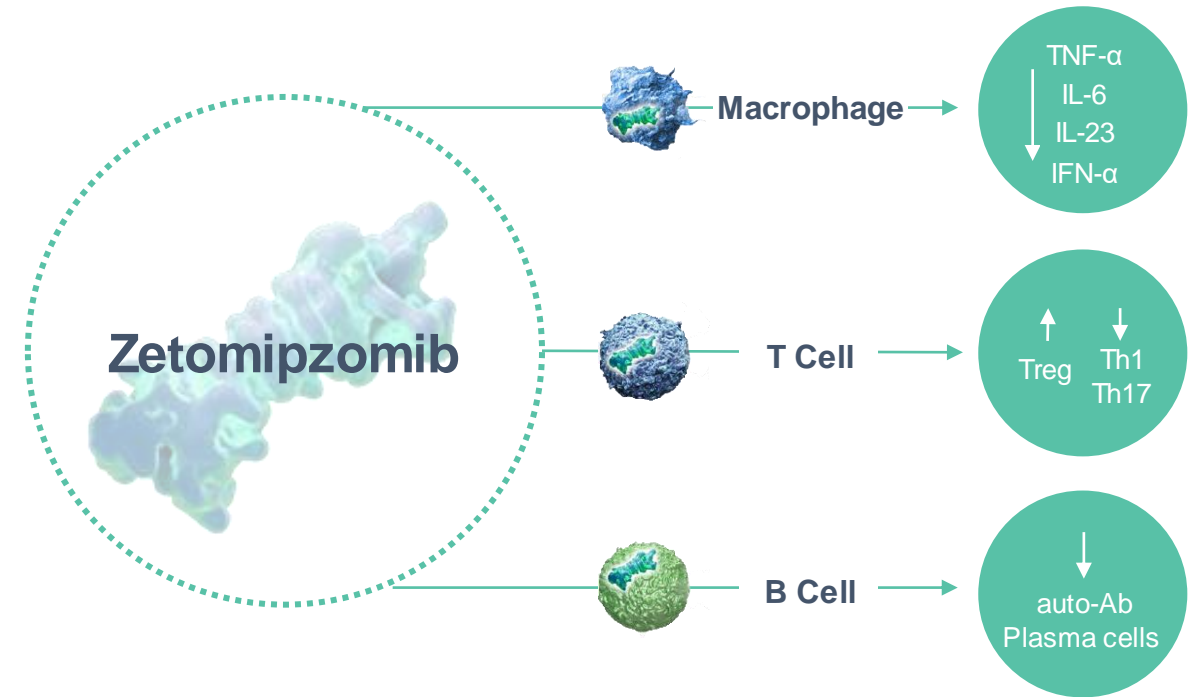 Zetomipzomib
Macrophage
TNF-α
IL-6
IL-23
IFN-α
T Cell
Treg
Th1
Th17
B Cell
auto-Ab
Plasma cells